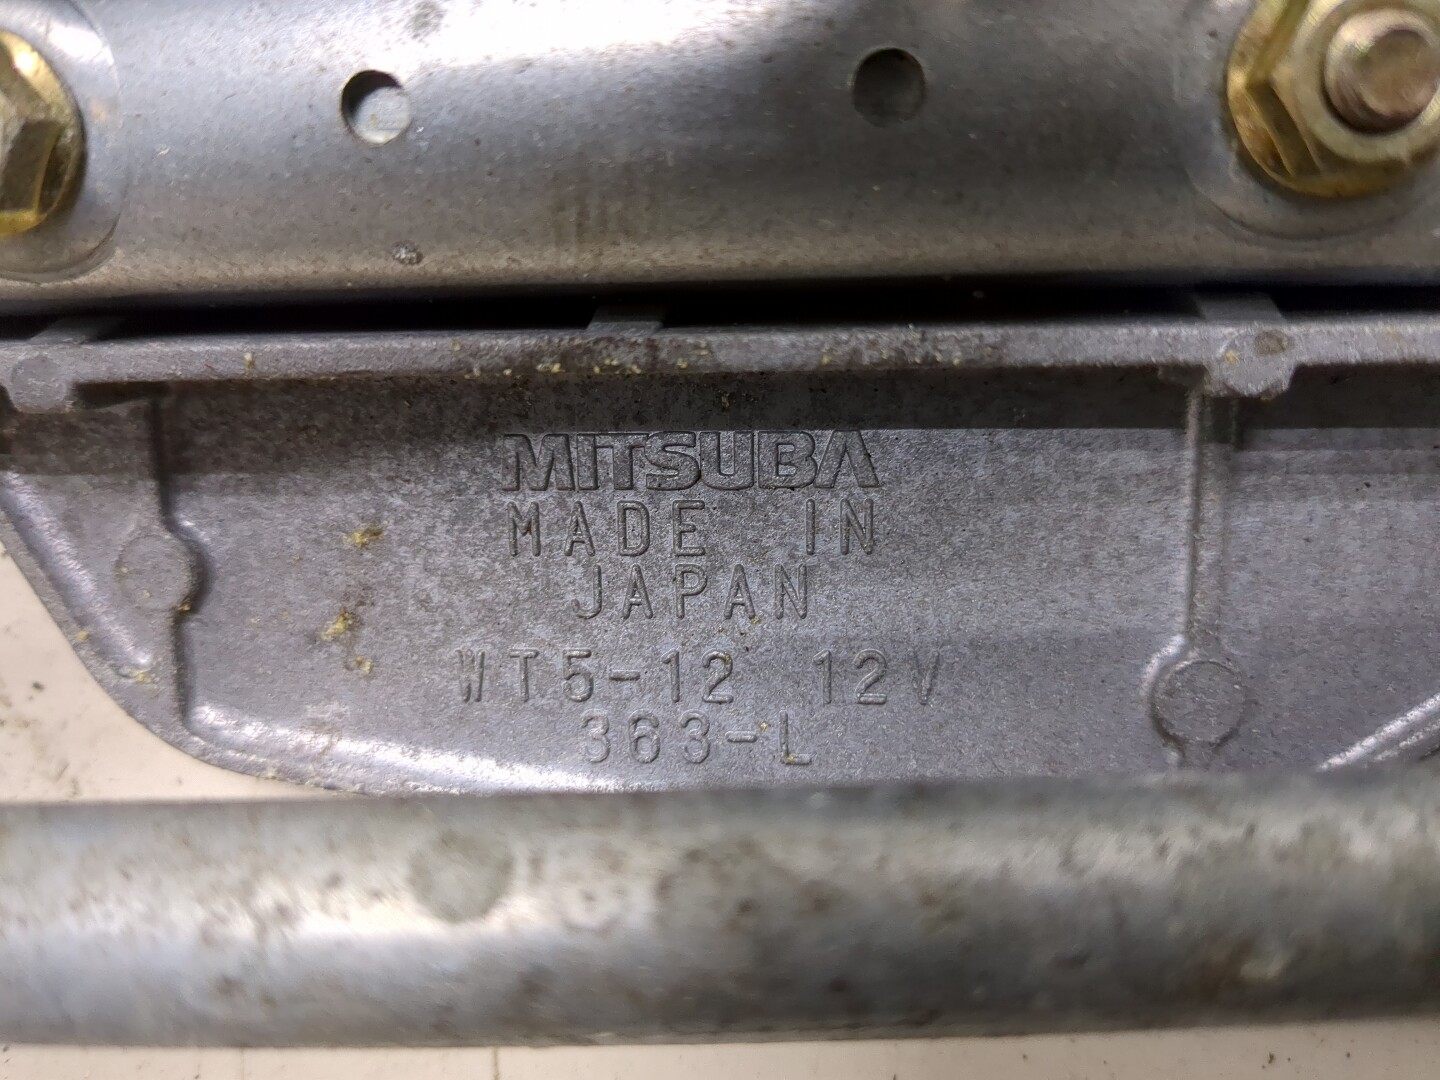 MITSUBA
MADE IN
JAPAN
WT5-12 12V
363-L